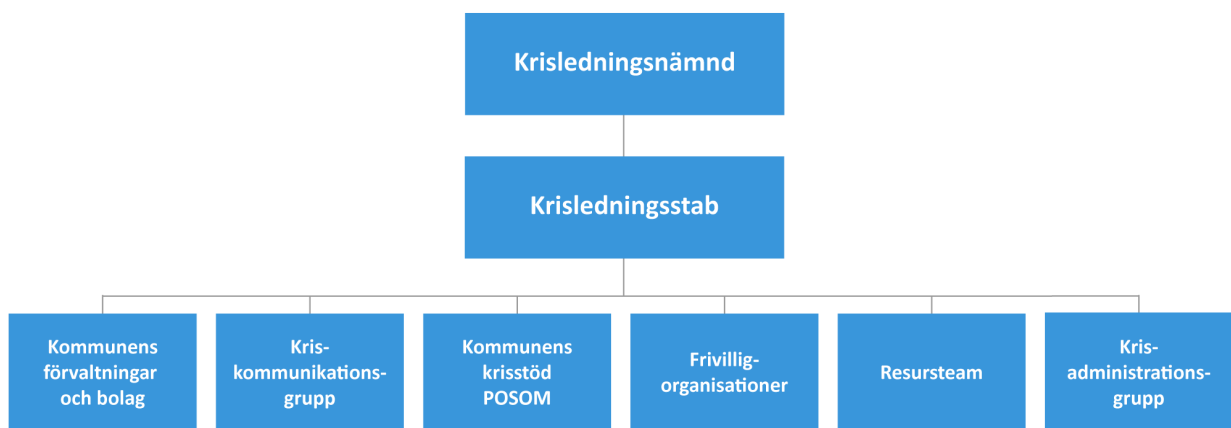 Krisledningsnämnd
Krisledningsstab
Kommunens
förvaltningar
och bolag
Kris-
kommunikations-
grupp
Kommunens
krisstöd
POSOM
Frivillig-
organisationer
Resursteam
Kris-
administrations-
grupp